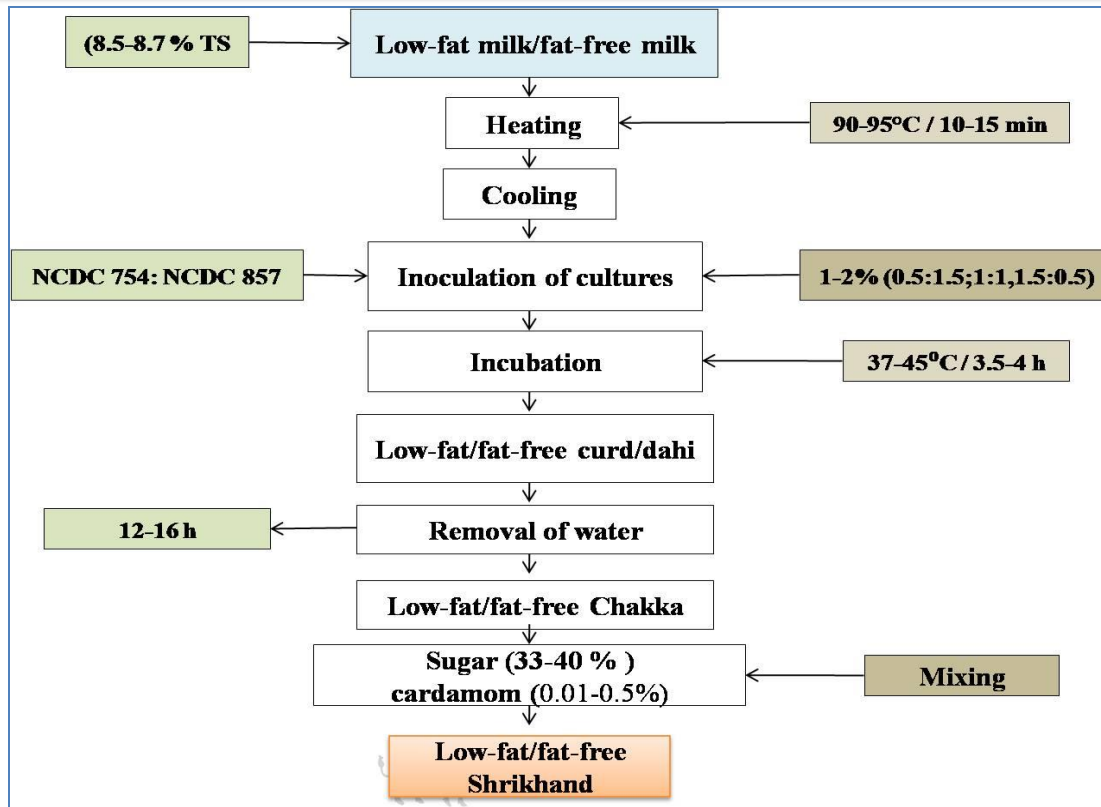 (8.5-8.7 % TS
Low-fat milk/fat-free milk
Heating
90-95°C / 10-15 min
Cooling
NCDC 754: NCDC 857
Inoculation of cultures
1-2% (0.5:1.5;1:1,1.5:0.5)
Incubation
37-45⁰C / 3.5-4 h
Low-fat/fat-free curd/dahi
12-16 h
Removal of water
Low-fat/fat-free Chakka
Sugar (33-40 % )
cardamom (0.01-0.5%)
Mixing
Low-fat/fat-free
Shrikhand